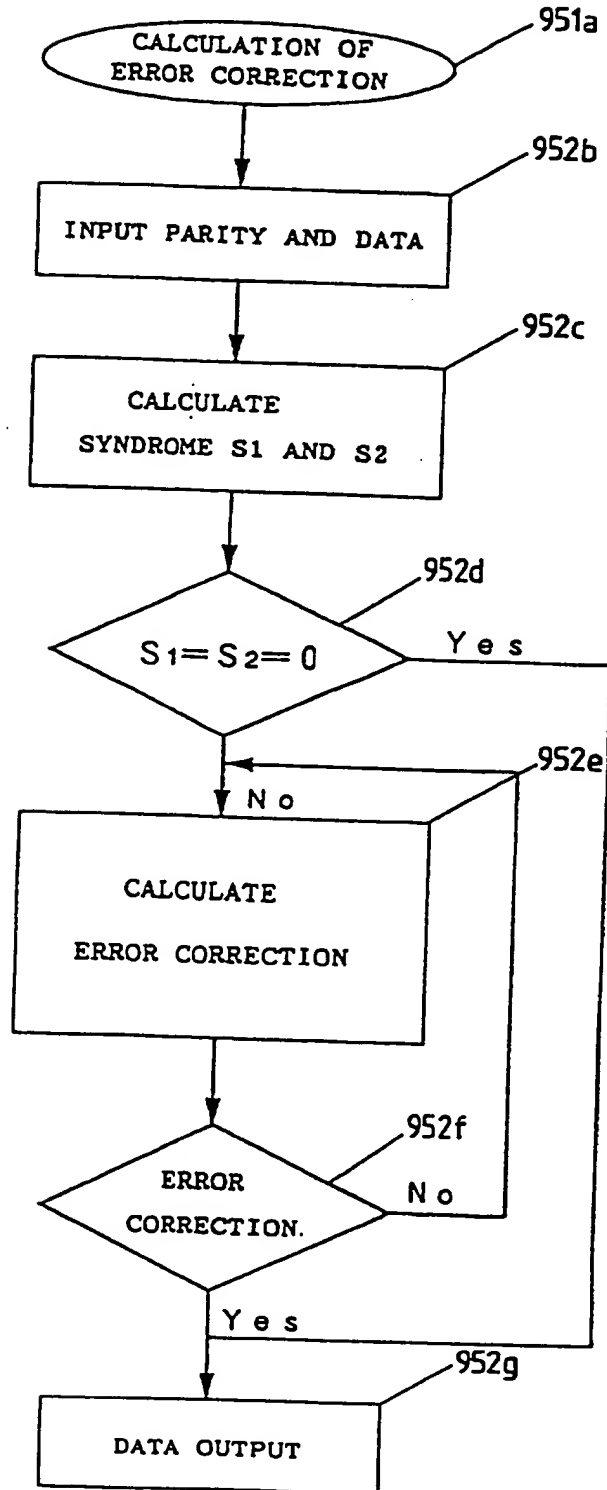 951a
CALCULATION OF
ERROR CORRECTION
952b
INPUT PARITY AND DATA
952c
CALCULATE
SYNDROME S1 AND S2
952d
S1=S2=0
Yes
952e
No
CALCULATE
ERROR CORRECTION
952f
ERROR
CORRECTION.
No
Yes
952g
DATA OUTPUT